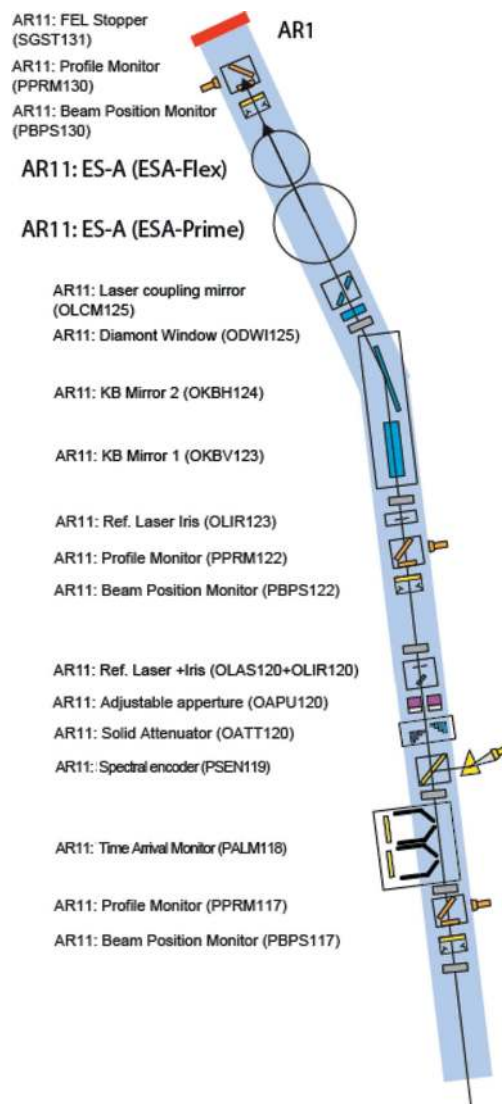 AR11: FEL Stopper
(SGST131)
AR1
AR11: Profile Monitor
(PPRM130)
AR11: Beam Position Monitor
(PBPS130)
AR11: ES-A (ESA-Flex)
AR11: ES-A (ESA-Prime)
AR11: Laser coupling mirror
(OLCM125)
AR11: Diamont Window (ODWI125)
AR11: KB Mirror 2 (OKBH124)
AR11: KB Mirror 1 (OKBV123)
AR11: Ref. Laser Iris (OLIR123)
AR11: Profile Monitor (PPRM122)
AR11: Beam Position Monitor (PBPS122)
AR11: Ref. Laser +Iris (OLAS120+OLIR120)
AR11: Adjustable apperture (OAPU120)
AR11: Solid Attenuator (OATT120)
AR11: Spectral encoder (PSEN119)
AR11: Time Arrival Monitor (PALM118)
AR11: Profile Monitor (PPRM117)
AR11: Beam Position Monitor (PBPS117)